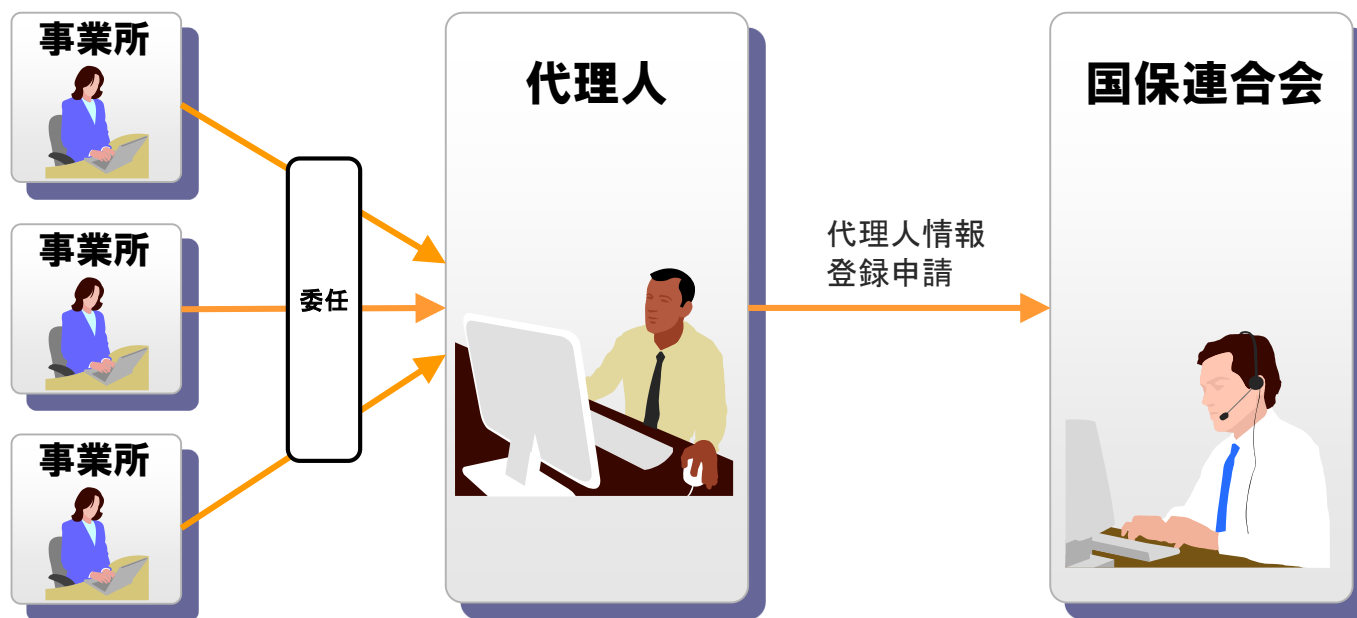 事業所
事業所
事業所
委任
代理人
代理人情報
登録申請
国保連合会